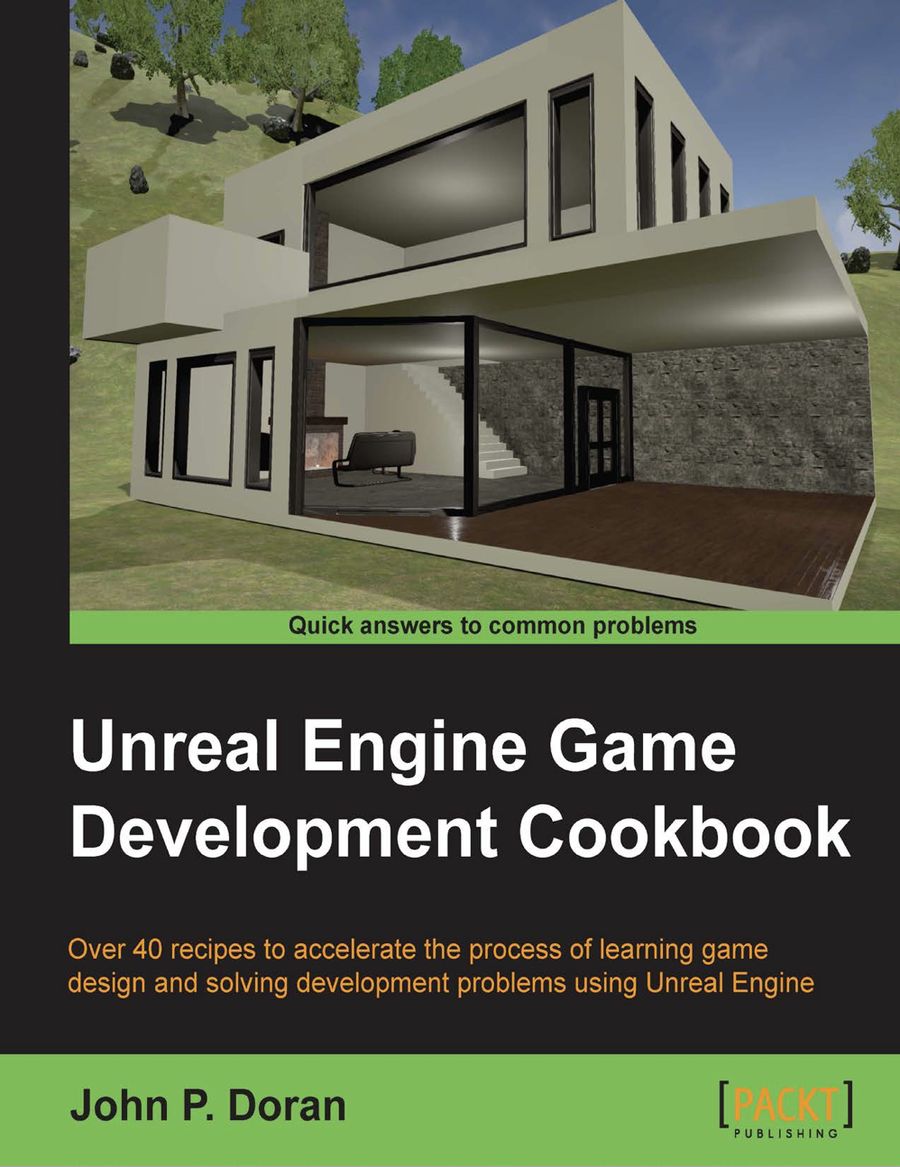 Quick answers to common problems
Unreal Engine Game
Development Cookbook
Over 40 recipes to accelerate the process of learning game
design and solving development problems using Unreal Engine
John P. Doran
[PACKT]
PUBLISHING